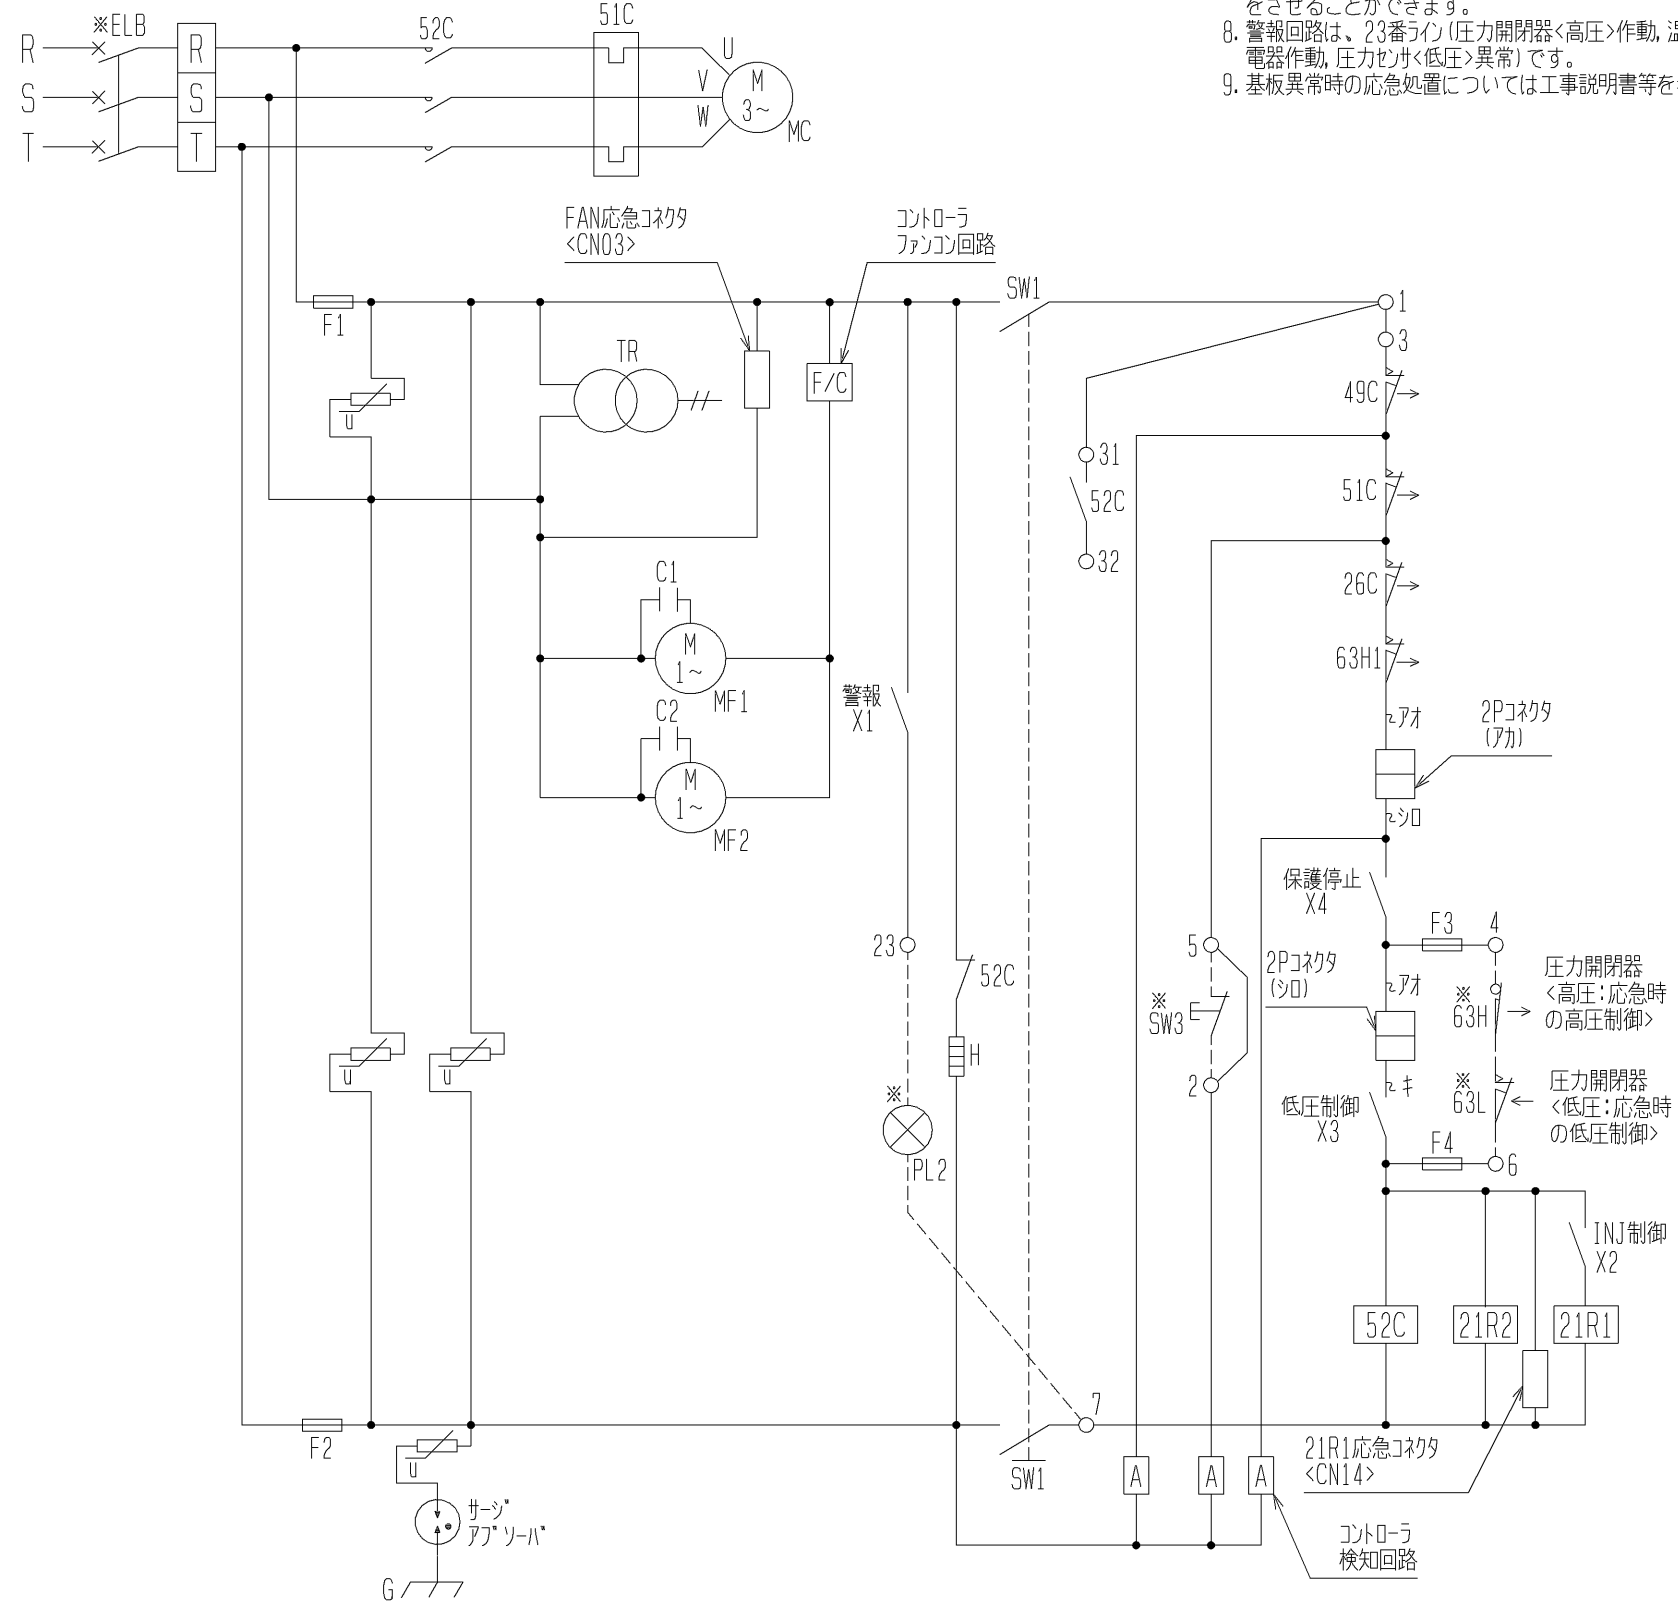 をさせることができます。
8. 警報回路は、23番ライン(圧力開閉器<高圧>作動,温
電器作動,圧力センサ<低圧>異常)です。
9. 基板異常時の応急処置については工事説明書等を
※ELB
52C
51C
R
R
S
S
T
T
U
V
W
M
3~
MC
FAN応急コネクタ
<CN03>
コントローラ
ファンコン回路
F1
TR
F/C
SW1
1
3
49C
u
31
52C
32
51C
26C
63H1
C1
M
1~
MF1
C2
M
1~
MF2
警報
X1
アオ
2Pコネクタ
(アカ)
シロ
保護停止
X4
F3
4
23
52C
5
※
SW3
2
2Pコネクタ
(シロ)
アオ
※
63H
圧力開閉器
<高圧:応急時
の高圧制御>
u
u
H
キ
※
63L
圧力開閉器
<低圧:応急時
の低圧制御>
※
PL2
低圧制御
X3
F4
6
INJ制御
X2
52C
21R2
21R1
F2
7
SW1
u
A
A
A
21R1応急コネクタ
<CN14>
サージ
アブソーバ
コントローラ
検知回路
G